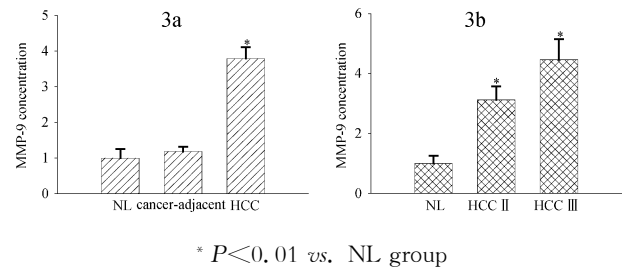 3a
MMP-9 concentration
5
4
3
2
1
0
*
NL cancer-adjacent HCC
3b
MMP-9 concentration
6
4
2
0
*
*
NL HCC Ⅱ HCC Ⅲ
* P<0.01 vs. NL group